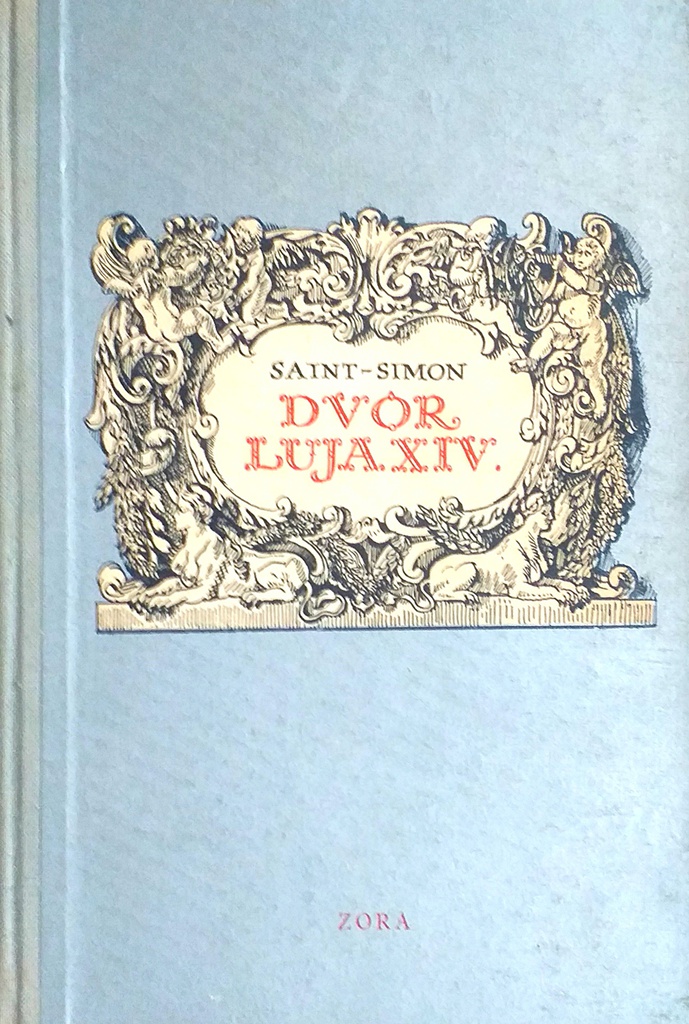 SAINT-SIMON
DVOR
LUJA.XIV.
ZORA